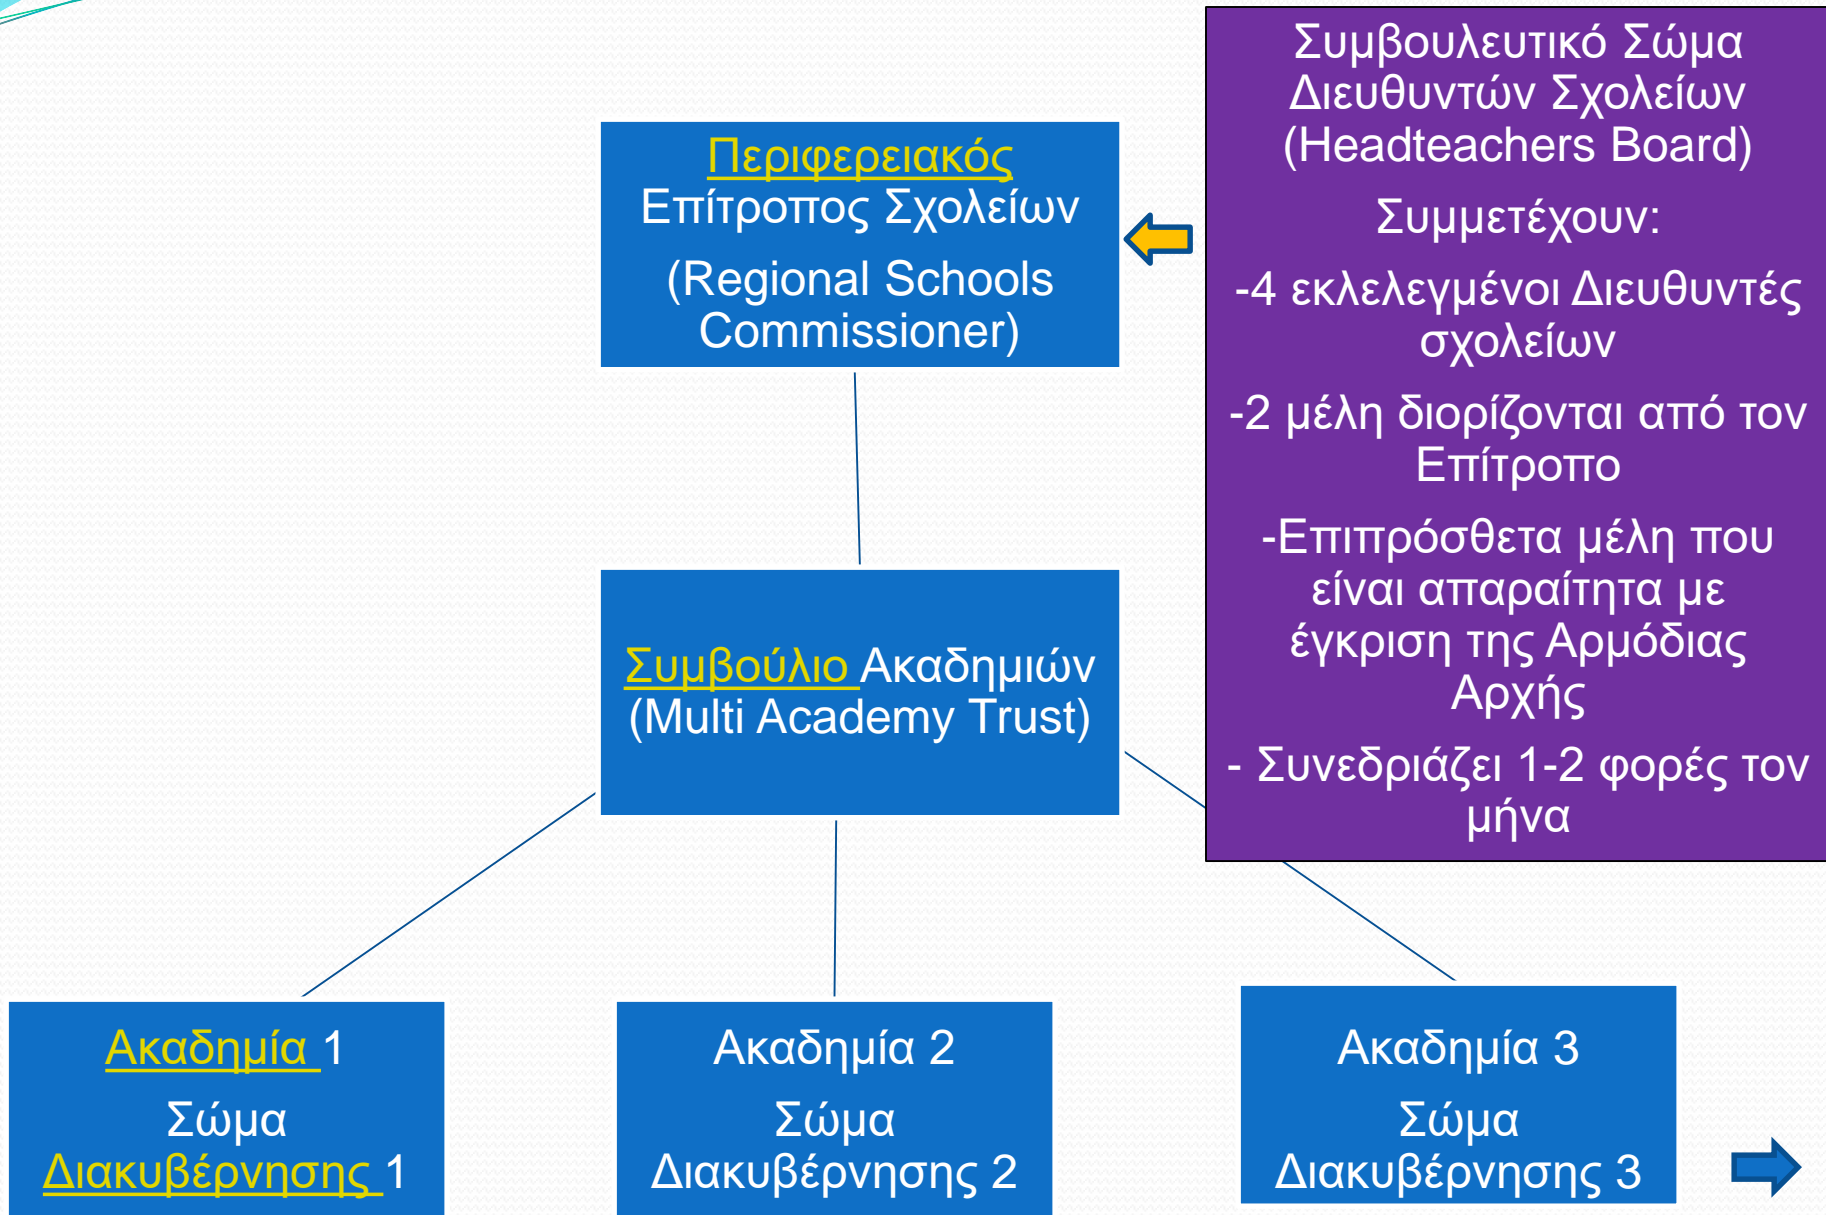 Συμβουλευτικό Σώμα
Διευθυντών Σχολείων
(Headteachers Board)
Συμμετέχουν:
-4 εκλελεγμένοι Διευθυντές
σχολείων
-2 μέλη διορίζονται από τον
Επίτροπο
-Επιπρόσθετα μέλη που
είναι απαραίτητα με
έγκριση της Αρμόδιας
Αρχής
- Συνεδριάζει 1-2 φορές τον
μήνα
Περιφερειακός
Επίτροπος Σχολείων
(Regional Schools
Commissioner)
Συμβούλιο Ακαδημιών
(Multi Academy Trust)
Ακαδημία 1
Σώμα
Διακυβέρνησης 1
Ακαδημία 2
Σώμα
Διακυβέρνησης 2
Ακαδημία 3
Σώμα
Διακυβέρνησης 3